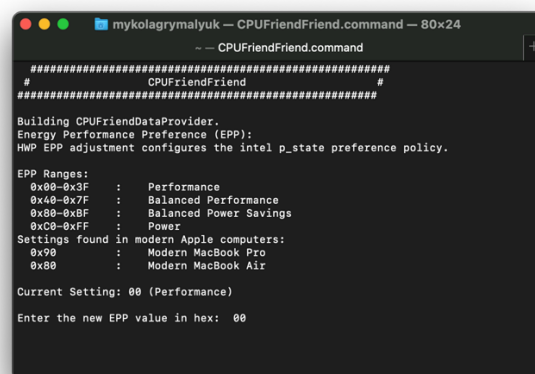 mykolagrymalyuk — CPUFriendFriend.command — 80×24
~ — CPUFriendFriend.command
########################################################
# CPUFriendFriend #
########################################################
Building CPUFriendDataProvider.
Energy Performance Preference (EPP):
HWP EPP adjustment configures the intel p_state preference policy.
EPP Ranges:
0x00-0x3F : Performance
0x40-0x7F : Balanced Performance
0x80-0xBF : Balanced Power Savings
0xC0-0xFF : Power
Settings found in modern Apple computers:
0x90 : Modern MacBook Pro
0x80 : Modern MacBook Air
Current Setting: 00 (Performance)
Enter the new EPP value in hex: 00